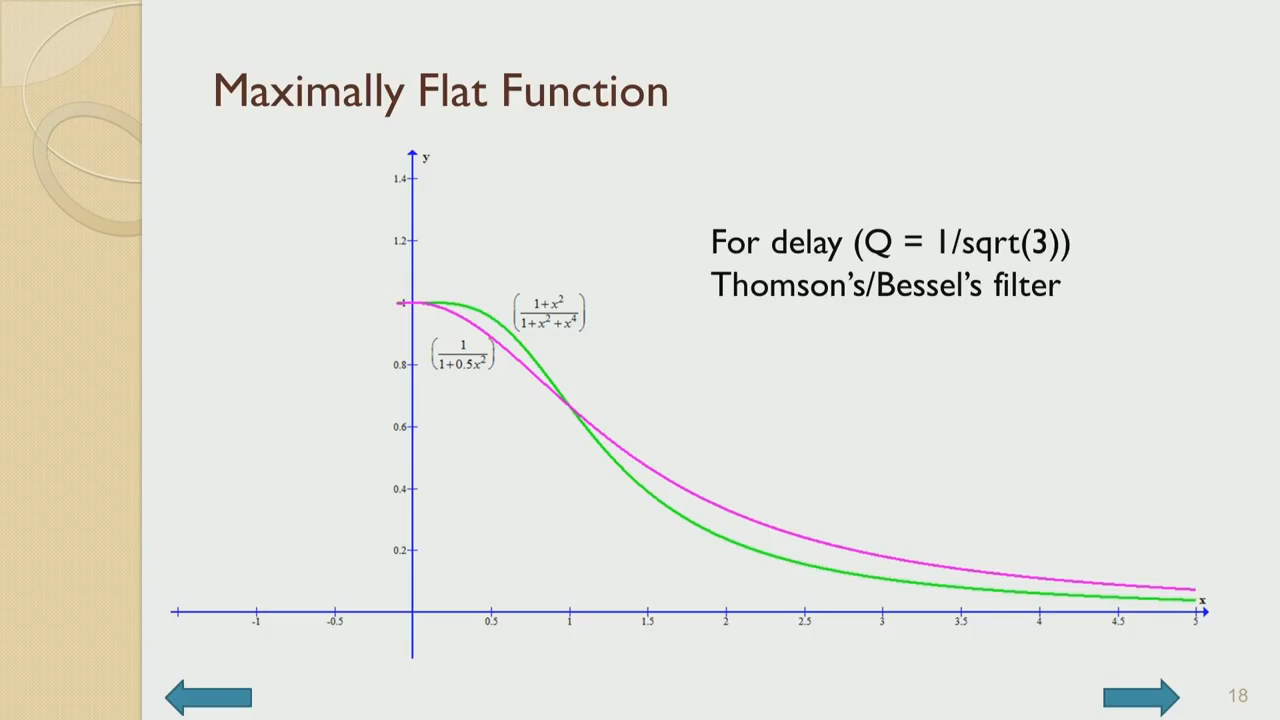 Maximally Flat Function
y
1.4
1.2
For delay (Q = 1/sqrt(3))
Thomson's/Bessel's filter
1
(1+x²/1+x²+x⁴)
(1/1+0.5x²)
0.8
0.6
0.4
0.2
x
-1 -0.5 0.5 1 1.5 2 2.5 3 3.5 4 4.5 5
18